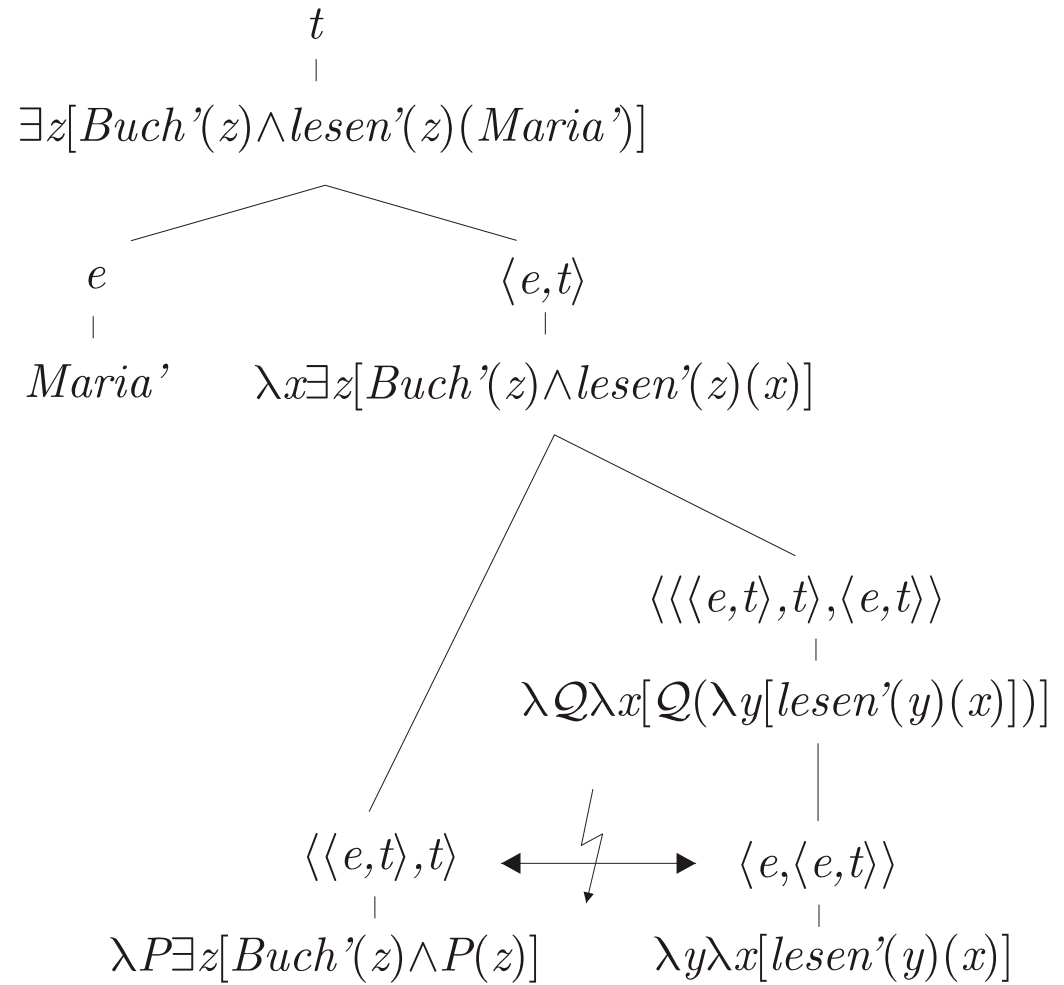 t
∃z[Buch’(z)∧lesen’(z)(Maria’)]
e ⟨e,t⟩
Maria’ λx∃z[Buch’(z)∧lesen’(z)(x)]
⟨⟨⟨e,t⟩,t⟩,⟨e,t⟩⟩
λ𝒬λx[𝒬(λy[lesen’(y)(x)])]
⟨⟨e,t⟩,t⟩ ⟨e,⟨e,t⟩⟩
λP∃z[Buch’(z)∧P(z)] λyλx[lesen’(y)(x)]